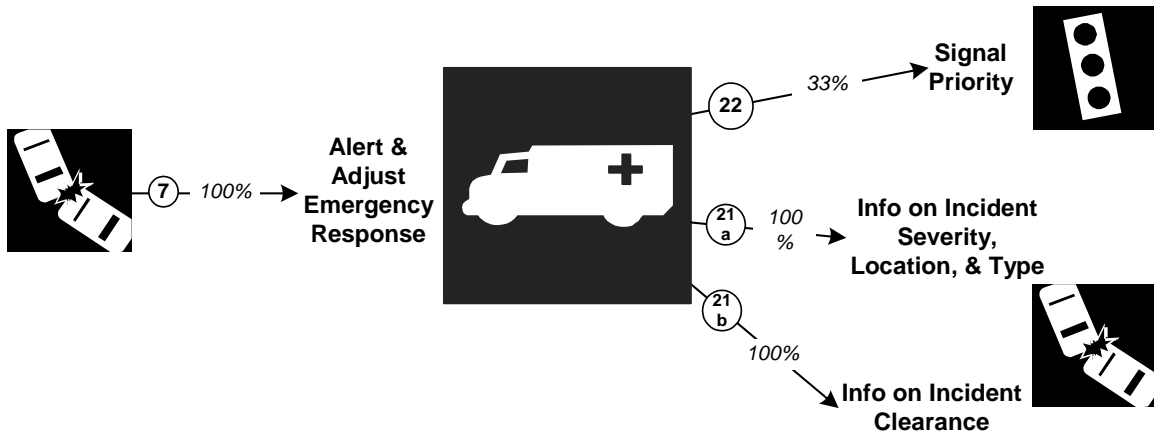 7
100%
Alert &
Adjust
Emergency
Response
22
33%
Signal
Priority
21
a
100
%
Info on Incident
Severity,
Location, & Type
21
b
100%
Info on Incident
Clearance